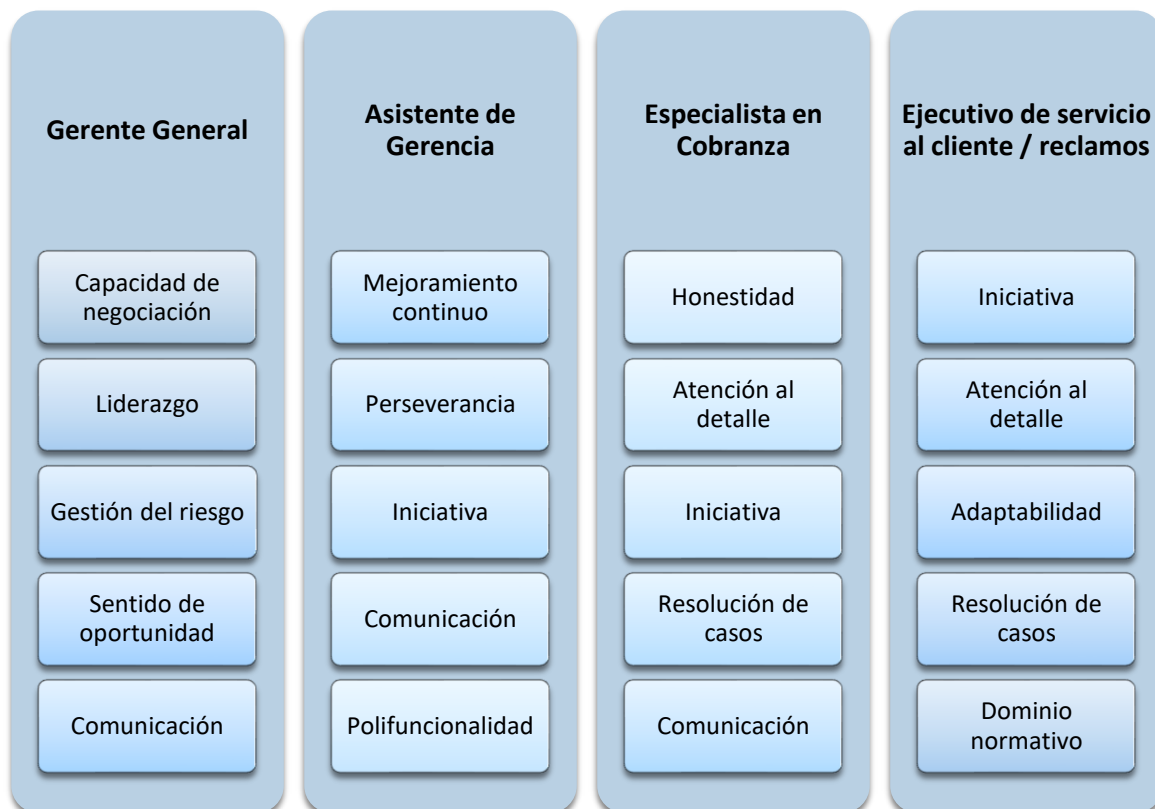 Gerente General
Capacidad de
negociación
Liderazgo
Gestión del riesgo
Sentido de
oportunidad
Comunicación
Asistente de
Gerencia
Mejoramiento
continuo
Perseverancia
Iniciativa
Comunicación
Polifuncionalidad
Especialista en
Cobranza
Honestidad
Atención al
detalle
Iniciativa
Resolución de
casos
Comunicación
Ejecutivo de servicio
al cliente / reclamos
Iniciativa
Atención al
detalle
Adaptabilidad
Resolución de
casos
Dominio
normativo